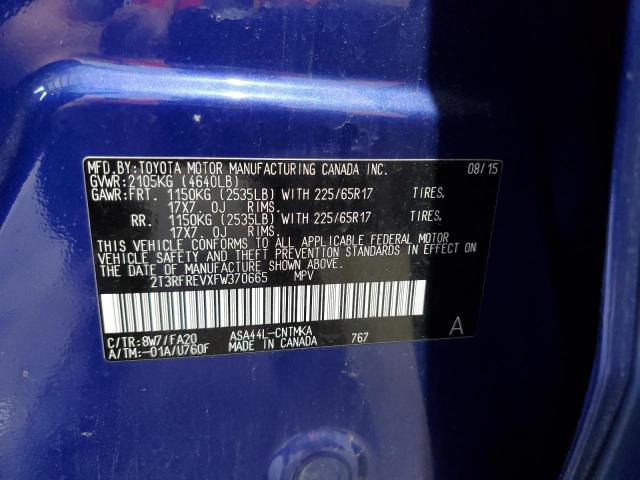 MFD.BY:TOYOTA MOTOR MANUFACTURING CANADA INC. 08/15
GVWR:2105KG (4640LB)
GAWR:FRT. 1150KG (2535LB) WITH 225/65R17 TIRES,
17X7.0J RIMS.
RR. 1150KG (2535LB) WITH 225/65R17 TIRES,
17X7.0J RIMS.
THIS VEHICLE CONFORMS TO ALL APPLICABLE FEDERAL MOTOR
VEHICLE SAFETY AND THEFT PREVENTION STANDARDS IN EFFECT ON
THE DATE OF MANUFACTURE SHOWN ABOVE.
2T3RFREVXFW370665 MPV
C/TR:8W7/FA20 ASA44L-CNTMKA 767 A
A/TM:-01A/U760F MADE IN CANADA